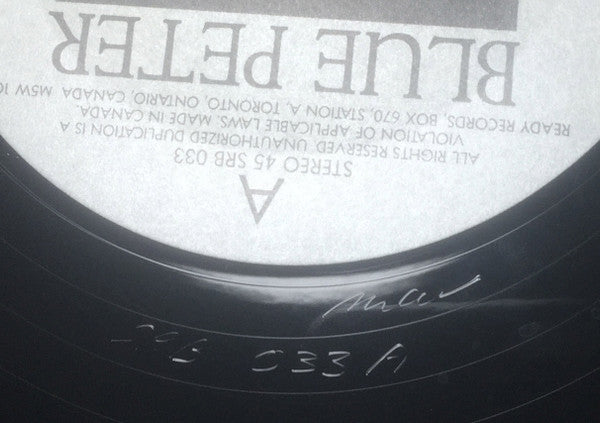 A
STEREO 45 SRB 033
ALL RIGHTS RESERVED. UNAUTHORIZED DUPLICATION IS A
VIOLATION OF APPLICABLE LAWS. MADE IN CANADA.
READY RECORDS, BOX 670, STATION A, TORONTO, ONTARIO, CANADA M5W
BLUE PETER
033 A